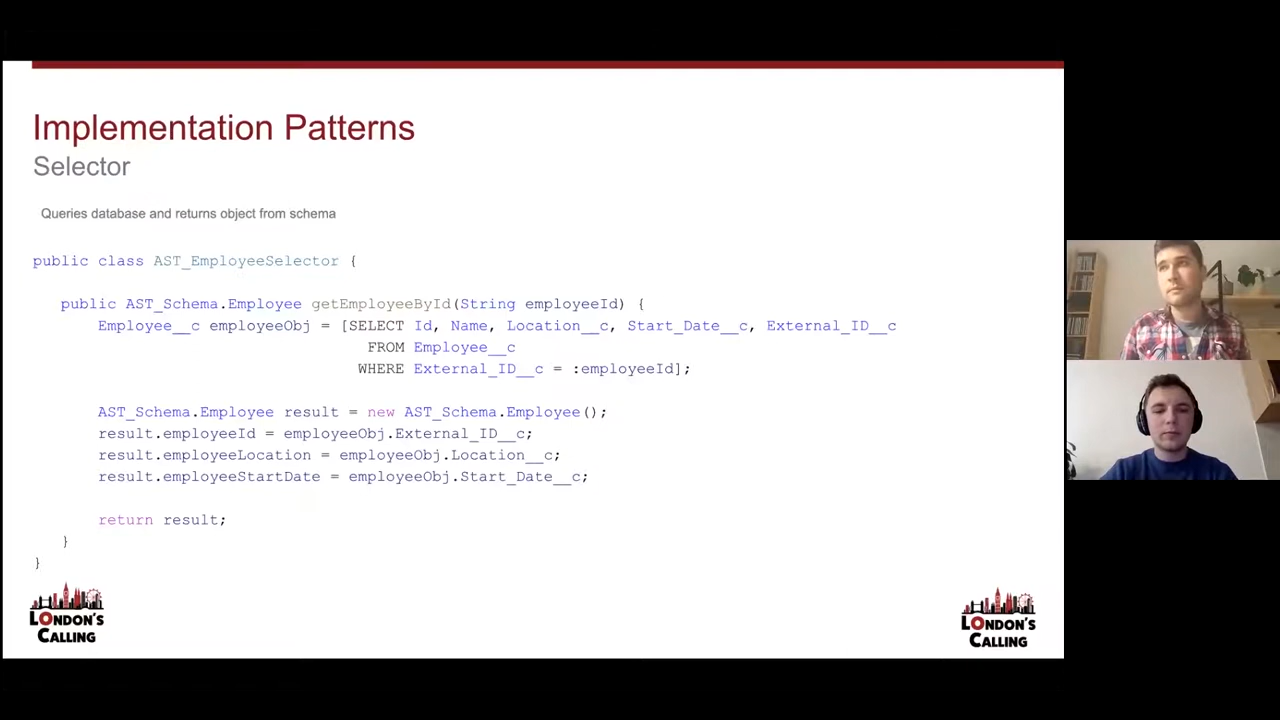 Implementation Patterns
Selector
Queries database and returns object from schema
public class AST_EmployeeSelector {
public AST_Schema.Employee getEmployeeById(String employeeId) {
Employee__c employeeObj = [SELECT Id, Name, Location__c, Start_Date__c, External_ID__c
FROM Employee__c
WHERE External_ID__c = :employeeId];
AST_Schema.Employee result = new AST_Schema.Employee();
result.employeeId = employeeObj.External_ID__c;
result.employeeLocation = employeeObj.Location__c;
result.employeeStartDate = employeeObj.Start_Date__c;
return result;
}
}
LONDON'S
CALLING
LONDON'S
CALLING